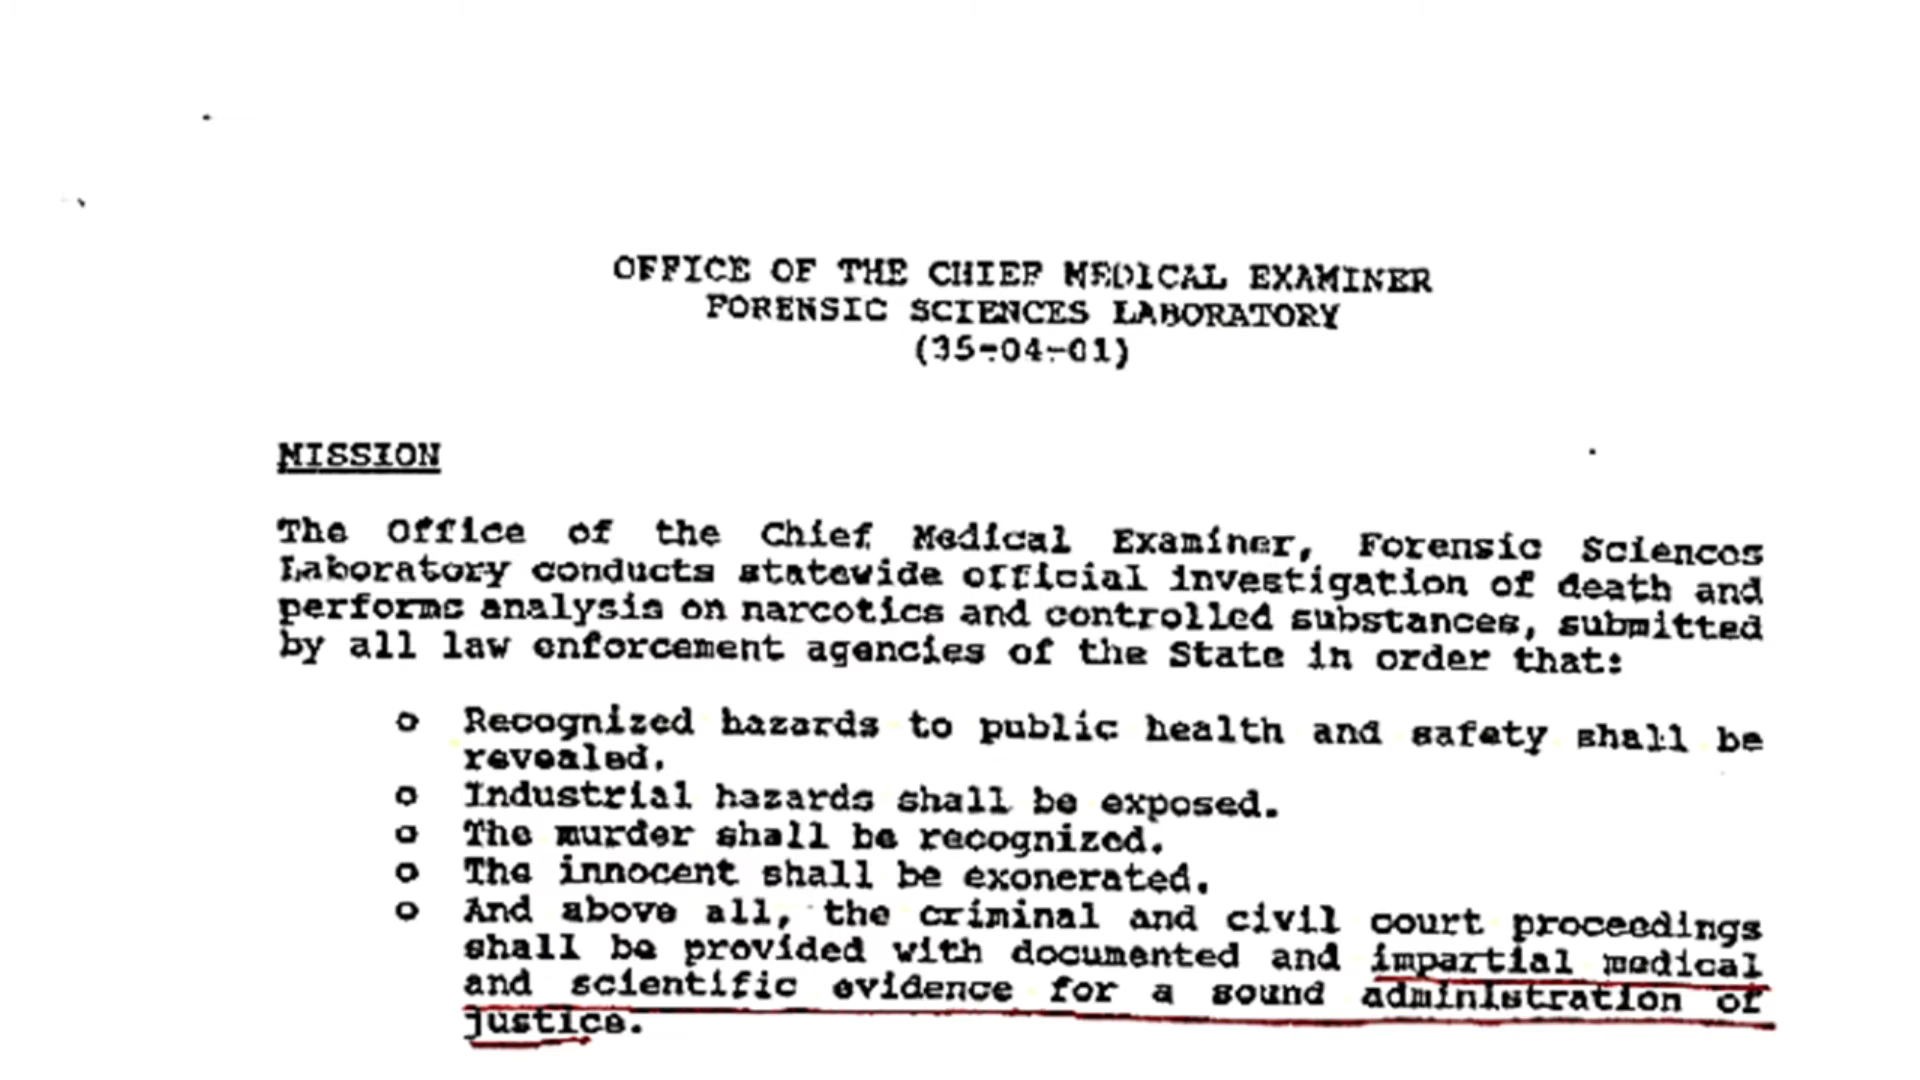 OFFICE OF THE CHIEF MEDICAL EXAMINER
FORENSIC SCIENCES LABORATORY
(35-04-01)
MISSION
The Office of the Chief Medical Examiner, Forensic Sciences
Laboratory conducts statewide official investigation of death and
performs analysis on narcotics and controlled substances, submitted
by all law enforcement agencies of the State in order that:
o Recognized hazards to public health and safety shall be
revealed.
o Industrial hazards shall be exposed.
o The murder shall be recognized.
o The innocent shall be exonerated.
o And above all, the criminal and civil court proceedings
shall be provided with documented and impartial medical
and scientific evidence for a sound administration of
justice.